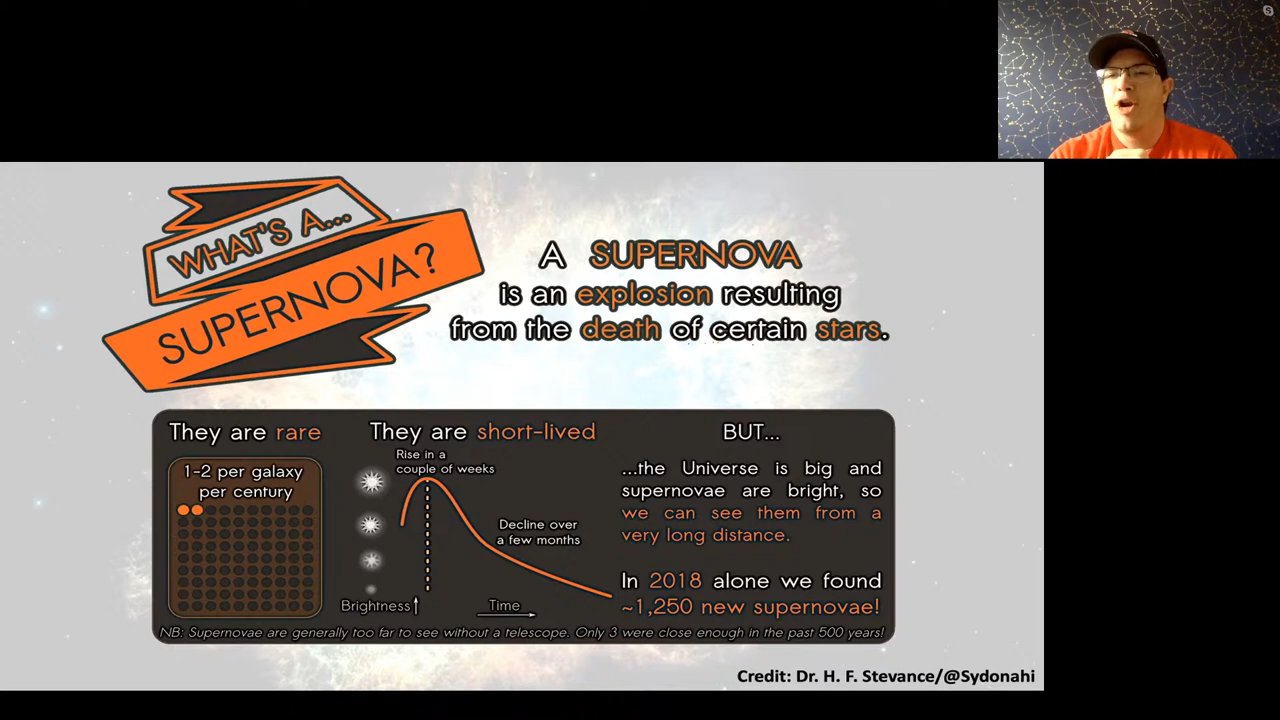 WHAT'S A...
SUPERNOVA?
A SUPERNOVA
is an explosion resulting
from the death of certain stars.
They are rare
1-2 per galaxy
per century
They are short-lived
Rise in a
couple of weeks
Decline over
a few months
Brightness
Time
BUT...
...the Universe is big and
supernovae are bright, so
we can see them from a
very long distance.
In 2018 alone we found
~1,250 new supernovae!
NB: Supernovae are generally too far to see without a telescope. Only 3 were close enough in the past 500 years!
Credit: Dr. H. F. Stevance/@Sydonahi